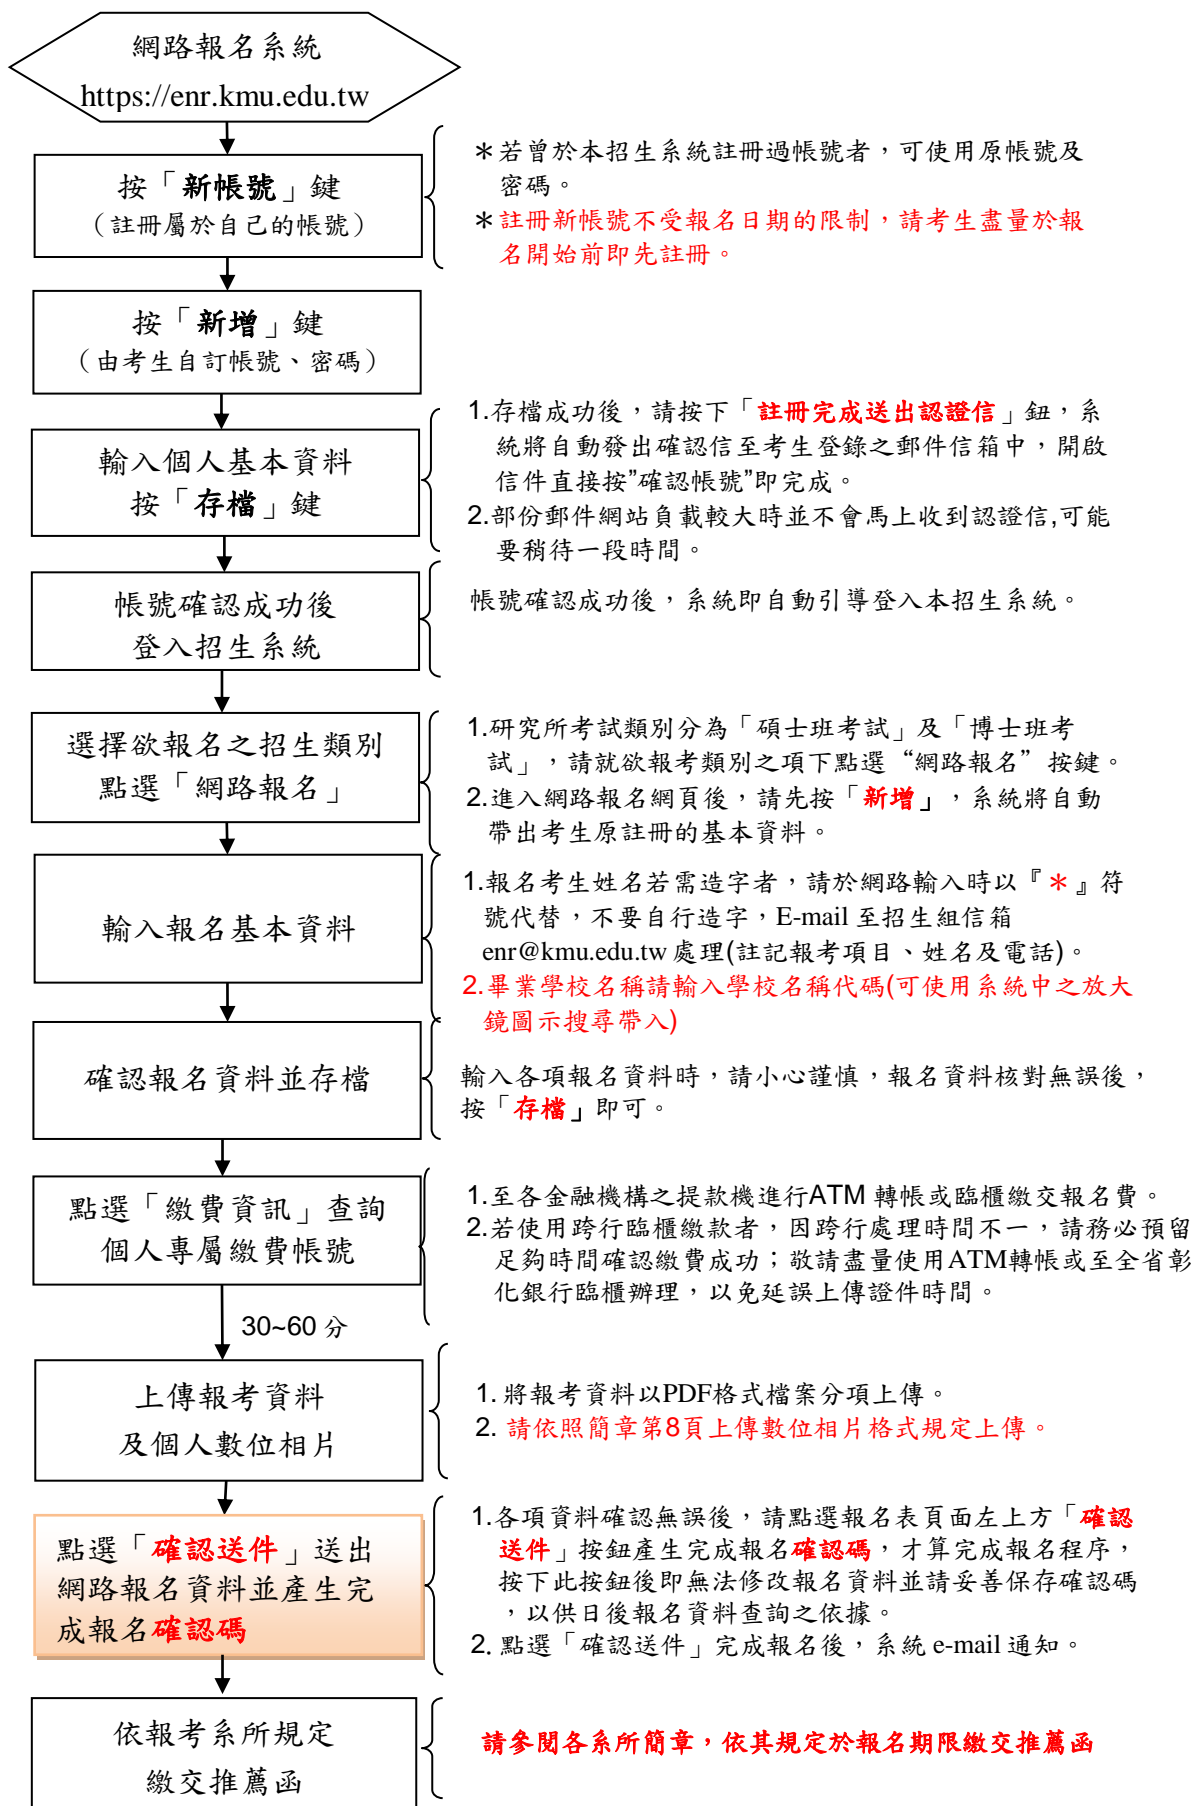 網路報名系統
https://enr.kmu.edu.tw
按「新帳號」鍵
（註冊屬於自己的帳號）
＊若曾於本招生系統註冊過帳號者，可使用原帳號及
密碼。
＊註冊新帳號不受報名日期的限制，請考生盡量於報
名開始前即先註冊。
按「新增」鍵
（由考生自訂帳號、密碼）
輸入個人基本資料
按「存檔」鍵
1.存檔成功後，請按下「註冊完成送出認證信」鈕，系
統將自動發出確認信至考生登錄之郵件信箱中，開啟
信件直接按”確認帳號”即完成。
2.部份郵件網站負載較大時並不會馬上收到認證信,可能
要稍待一段時間。
帳號確認成功後
登入招生系統
帳號確認成功後，系統即自動引導登入本招生系統。
選擇欲報名之招生類別
點選「網路報名」
1.研究所考試類別分為「碩士班考試」及「博士班考
試」，請就欲報考類別之項下點選“網路報名”按鍵。
2.進入網路報名網頁後，請先按「新增」，系統將自動
帶出考生原註冊的基本資料。
輸入報名基本資料
1.報名考生姓名若需造字者，請於網路輸入時以『＊』符
號代替，不要自行造字，E-mail 至招生組信箱
enr@kmu.edu.tw 處理(註記報考項目、姓名及電話)。
2.畢業學校名稱請輸入學校名稱代碼(可使用系統中之放大
鏡圖示搜尋帶入)
確認報名資料並存檔
輸入各項報名資料時，請小心謹慎，報名資料核對無誤後，
按「存檔」即可。
點選「繳費資訊」查詢
個人專屬繳費帳號
1.至各金融機構之提款機進行ATM 轉帳或臨櫃繳交報名費。
2.若使用跨行臨櫃繳款者，因跨行處理時間不一，請務必預留
足夠時間確認繳費成功；敬請盡量使用ATM轉帳或至全省彰
化銀行臨櫃辦理，以免延誤上傳證件時間。
30~60 分
上傳報考資料
及個人數位相片
1. 將報考資料以PDF格式檔案分項上傳。
2. 請依照簡章第8頁上傳數位相片格式規定上傳。
點選「確認送件」送出
網路報名資料並產生完
成報名確認碼
1.各項資料確認無誤後，請點選報名表頁面左上方「確認
送件」按鈕產生完成報名確認碼，才算完成報名程序，
按下此按鈕後即無法修改報名資料並請妥善保存確認碼
，以供日後報名資料查詢之依據。
2. 點選「確認送件」完成報名後，系統 e-mail 通知。
依報考系所規定
繳交推薦函
請參閱各系所簡章，依其規定於報名期限繳交推薦函